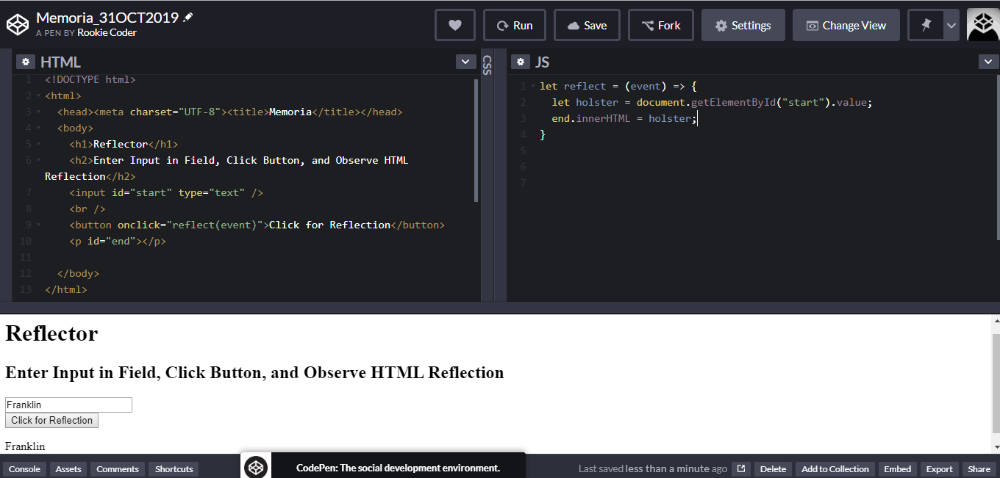 Memoria_31OCT2019
A PEN BY Rookie Coder
Run
Save
Fork
Settings
Change View
HTML
1 <!DOCTYPE html>
2 <html>
3 <head><meta charset="UTF-8"><title>Memoria</title></head>
4 <body>
5 <h1>Reflector</h1>
6 <h2>Enter Input in Field, Click Button, and Observe HTML
Reflection</h2>
7 <input id="start" type="text" />
8 <br />
9 <button onclick="reflect(event)">Click for Reflection</button>
10 <p id="end"></p>
11
12 </body>
13 </html>
CSS
JS
1 let reflect = (event) => {
2 let holster = document.getElementById("start").value;
3 end.innerHTML = holster;
4 }
5
6
7
Reflector
Enter Input in Field, Click Button, and Observe HTML Reflection
Franklin
Click for Reflection
Franklin
Console Assets Comments Shortcuts
CodePen: The social development environment.
Last saved less than a minute ago
Delete Add to Collection Embed Export Share